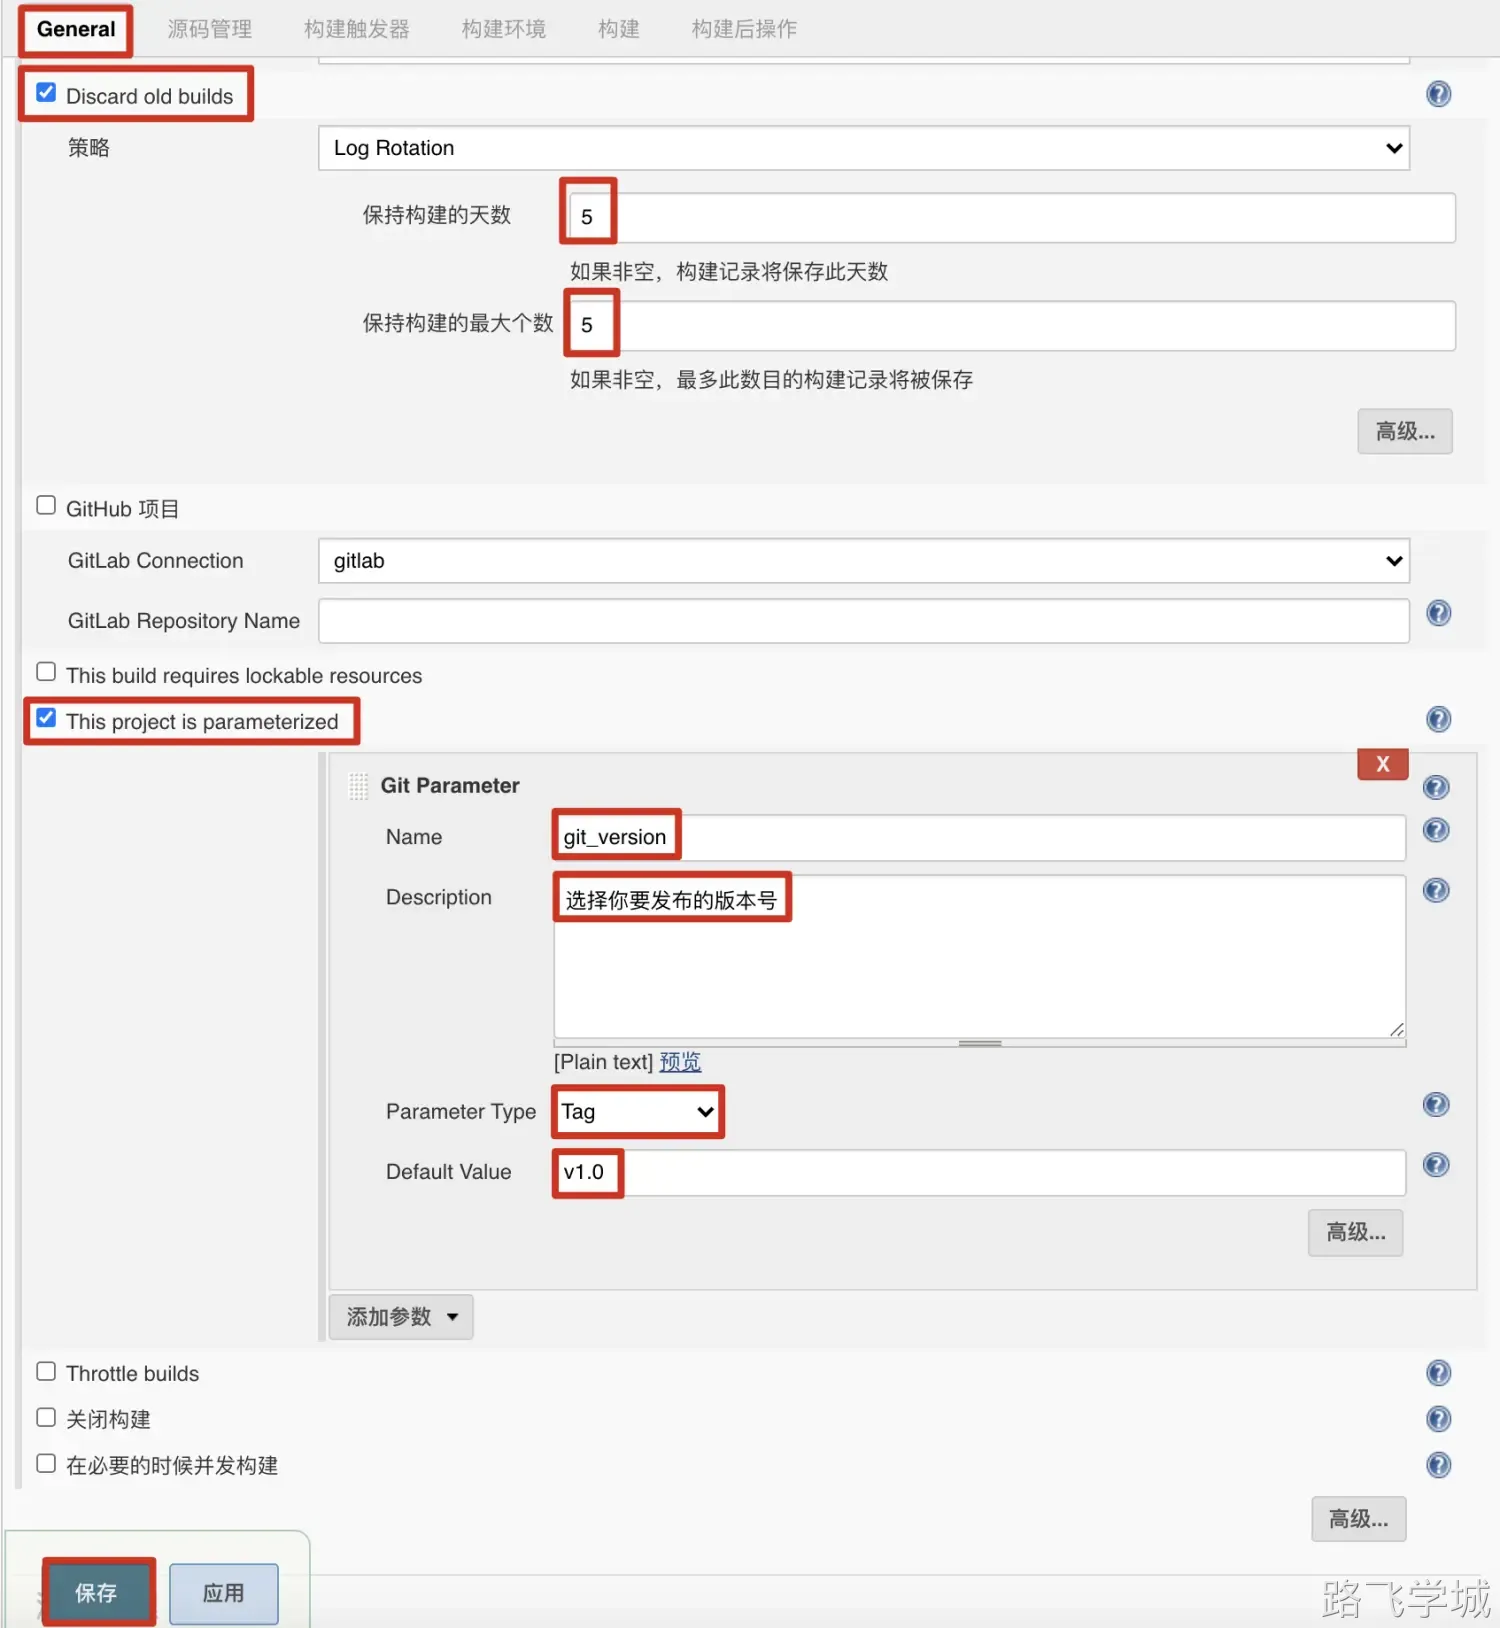 General 源码管理 构建触发器 构建环境 构建 构建后操作
Discard old builds
策略 Log Rotation
保持构建的天数 5
如果非空，构建记录将保存此天数
保持构建的最大个数 5
如果非空，最多此数目的构建记录将被保存
高级...
GitHub 项目
GitLab Connection gitlab
GitLab Repository Name
This build requires lockable resources
This project is parameterized
X
Git Parameter
Name git_version
Description 选择你要发布的版本号
[Plain text] 预览
Parameter Type Tag
Default Value v1.0
高级...
添加参数
Throttle builds
关闭构建
在必要的时候并发构建
高级...
保存 应用
路飞学城